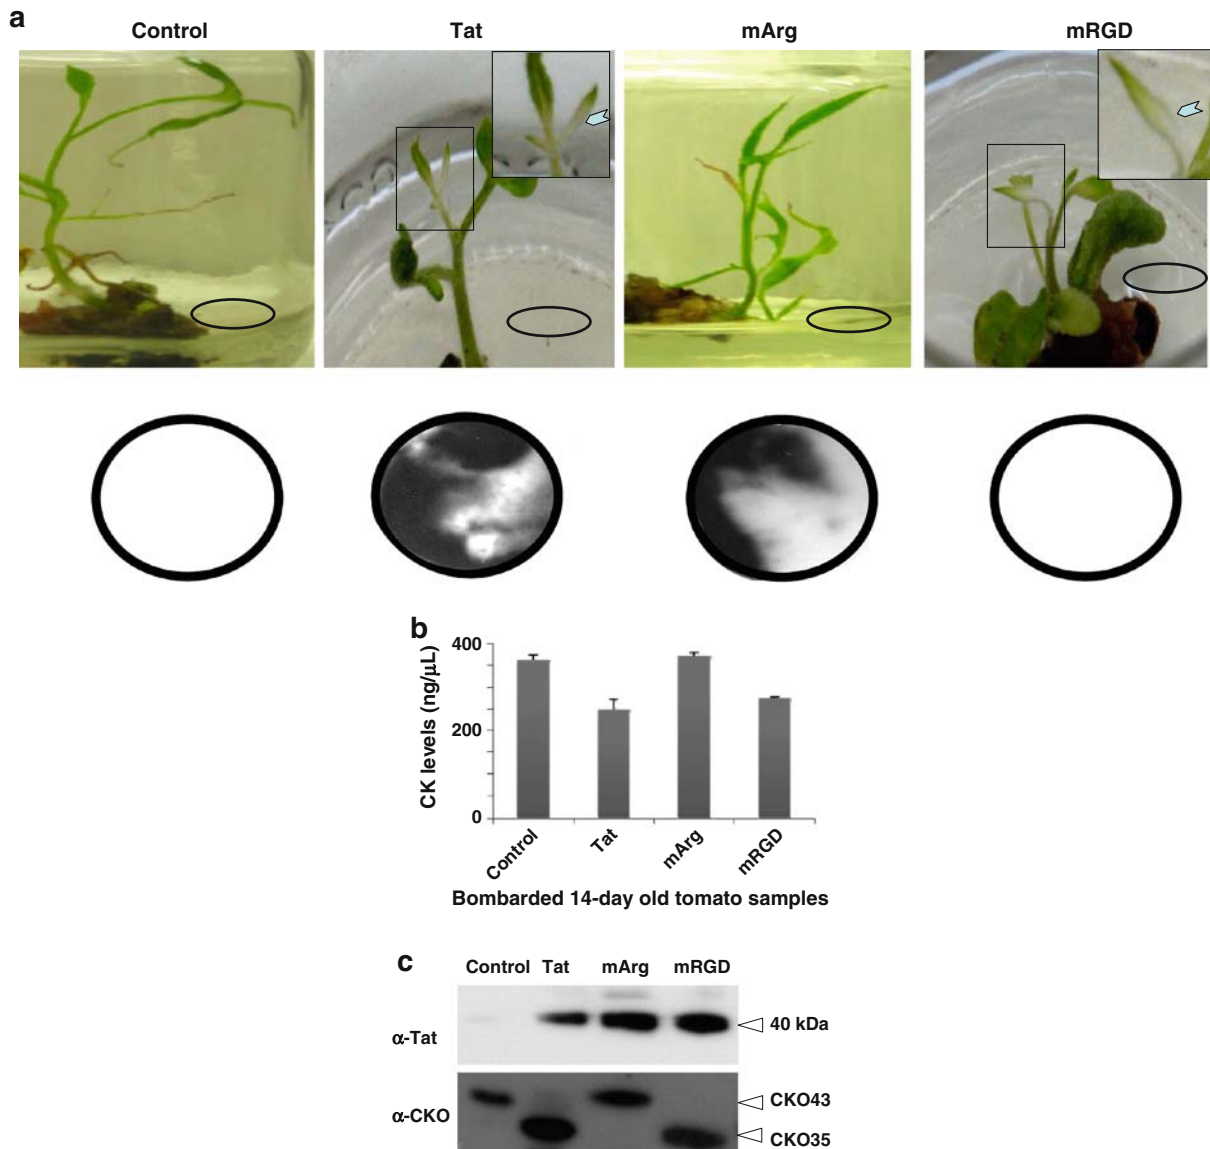 a
Control Tat mArg mRGD
b
CK levels (ng/µL)
400
200
0
Control Tat mArg mRGD
Bombarded 14-day old tomato samples
c
Control Tat mArg mRGD
α-Tat
40 kDa
α-CKO
CKO43
CKO35